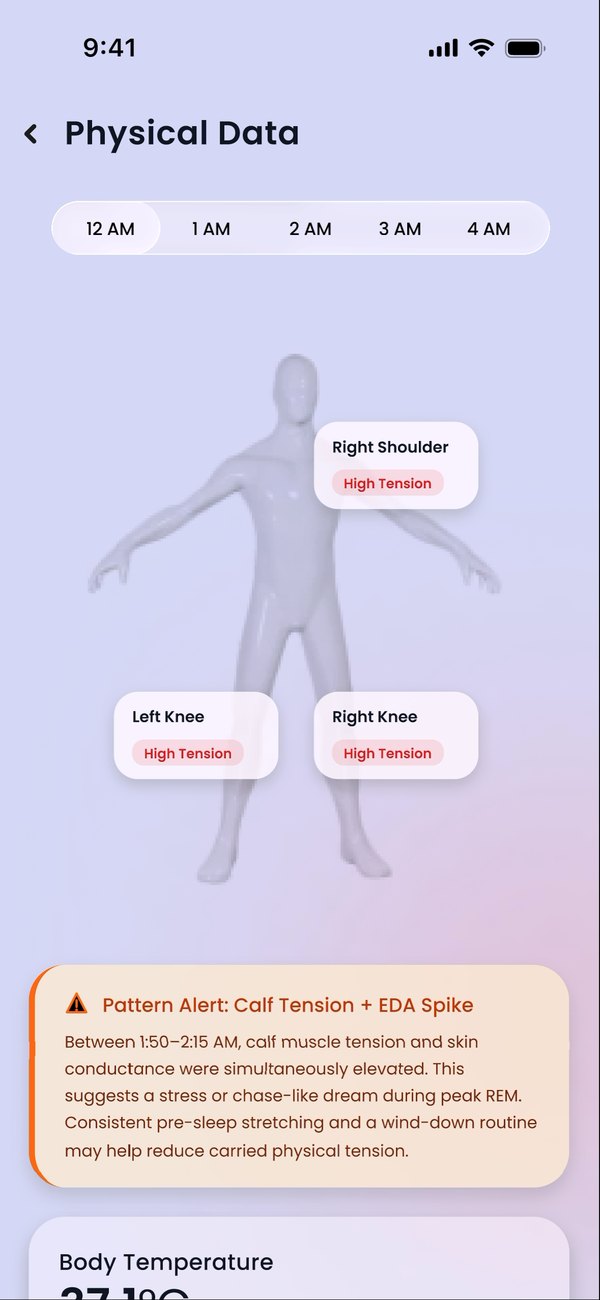 9:41
Physical Data
12 AM 1 AM 2 AM 3 AM 4 AM
Right Shoulder
High Tension
Left Knee
High Tension
Right Knee
High Tension
Pattern Alert: Calf Tension + EDA Spike
Between 1:50–2:15 AM, calf muscle tension and skin
conductance were simultaneously elevated. This
suggests a stress or chase-like dream during peak REM.
Consistent pre-sleep stretching and a wind-down routine
may help reduce carried physical tension.
Body Temperature
37.1°C